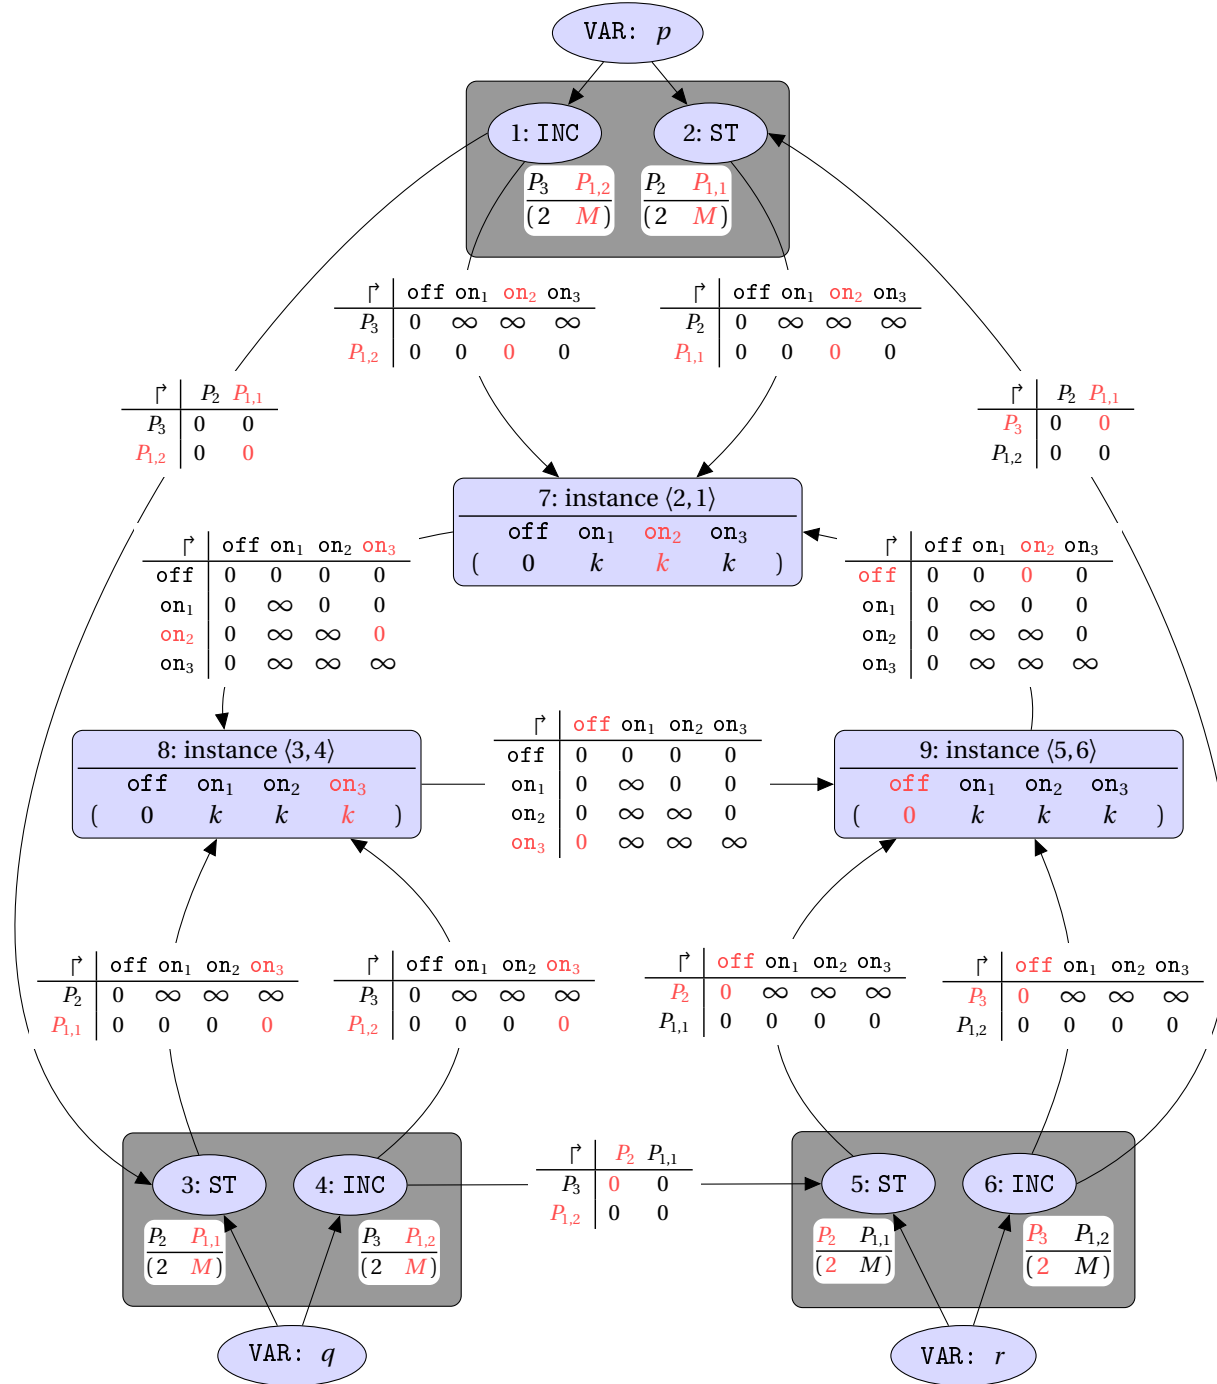 VAR: p
1: INC
2: ST
P₃ P₁,₂
(2 M)
P₂ P₁,₁
(2 M)
↱ off on₁ on₂ on₃
P₃ 0 ∞ ∞ ∞
P₁,₂ 0 0 0 0
↱ off on₁ on₂ on₃
P₂ 0 ∞ ∞ ∞
P₁,₁ 0 0 0 0
↱ P₂ P₁,₁
P₃ 0 0
P₁,₂ 0 0
↱ P₂ P₁,₁
P₃ 0 0
P₁,₂ 0 0
7: instance ⟨2,1⟩
off on₁ on₂ on₃
( 0 k k k )
↱ off on₁ on₂ on₃
off 0 0 0 0
on₁ 0 ∞ 0 0
on₂ 0 ∞ ∞ 0
on₃ 0 ∞ ∞ ∞
↱ off on₁ on₂ on₃
off 0 0 0 0
on₁ 0 ∞ 0 0
on₂ 0 ∞ ∞ 0
on₃ 0 ∞ ∞ ∞
8: instance ⟨3,4⟩
off on₁ on₂ on₃
( 0 k k k )
↱ off on₁ on₂ on₃
off 0 0 0 0
on₁ 0 ∞ 0 0
on₂ 0 ∞ ∞ 0
on₃ 0 ∞ ∞ ∞
9: instance ⟨5,6⟩
off on₁ on₂ on₃
( 0 k k k )
↱ off on₁ on₂ on₃
P₂ 0 ∞ ∞ ∞
P₁,₁ 0 0 0 0
↱ off on₁ on₂ on₃
P₃ 0 ∞ ∞ ∞
P₁,₂ 0 0 0 0
↱ off on₁ on₂ on₃
P₂ 0 ∞ ∞ ∞
P₁,₁ 0 0 0 0
↱ off on₁ on₂ on₃
P₃ 0 ∞ ∞ ∞
P₁,₂ 0 0 0 0
3: ST
4: INC
P₂ P₁,₁
(2 M)
P₃ P₁,₂
(2 M)
↱ P₂ P₁,₁
P₃ 0 0
P₁,₂ 0 0
5: ST
6: INC
P₂ P₁,₁
(2 M)
P₃ P₁,₂
(2 M)
VAR: q
VAR: r